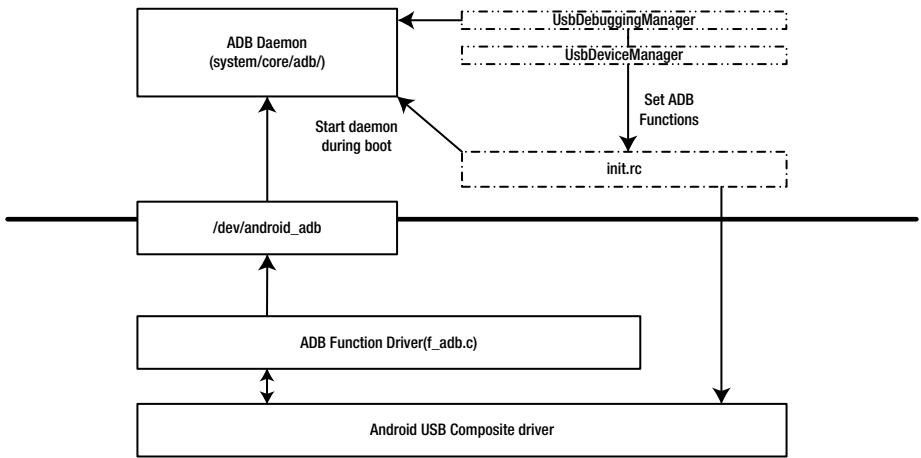 ADB Daemon
(system/core/adb/)
UsbDebuggingManager
UsbDeviceManager
Set ADB
Functions
Start daemon
during boot
init.rc
/dev/android_adb
ADB Function Driver(f_adb.c)
Android USB Composite driver